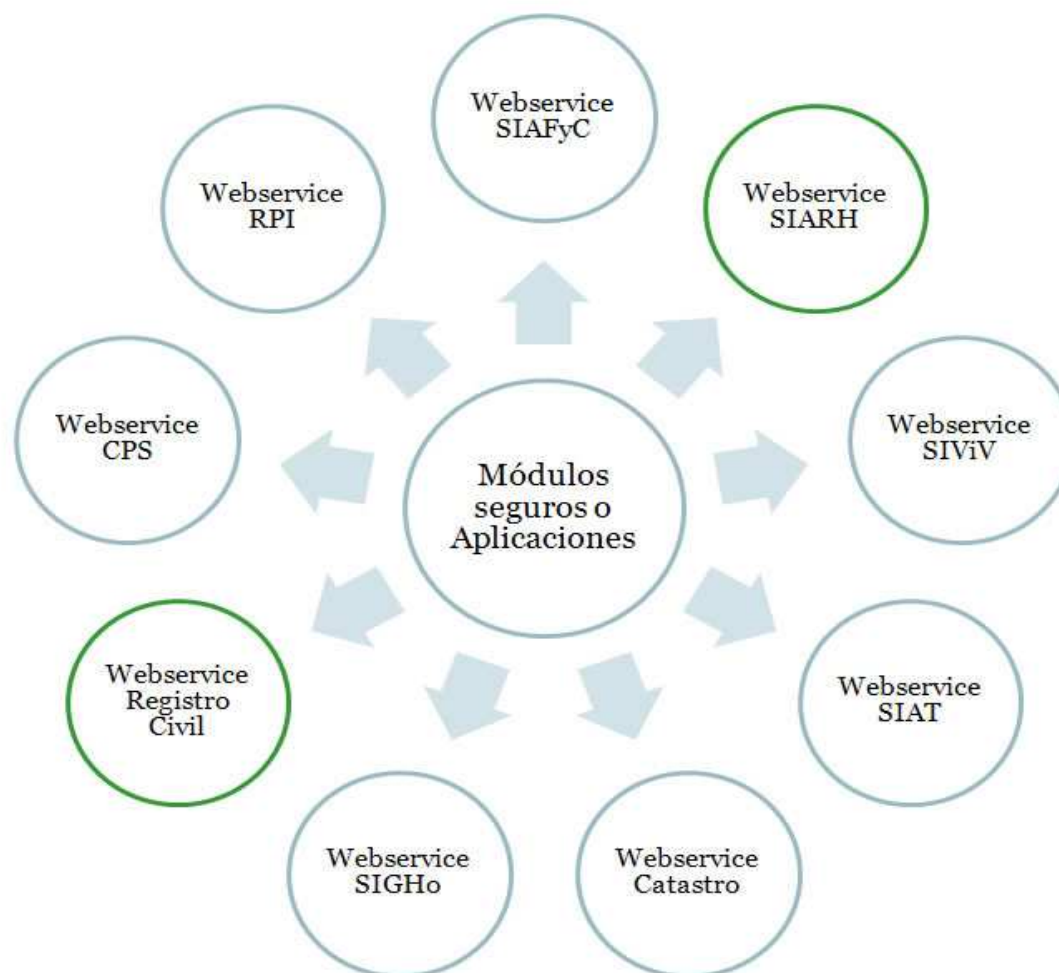 Webservice
SIAFyC
Webservice
SIARH
Webservice
SIViV
Webservice
SIAT
Webservice
Catastro
Webservice
SIGHo
Webservice
Registro
Civil
Webservice
CPS
Webservice
RPI
Módulos
seguros o
Aplicaciones